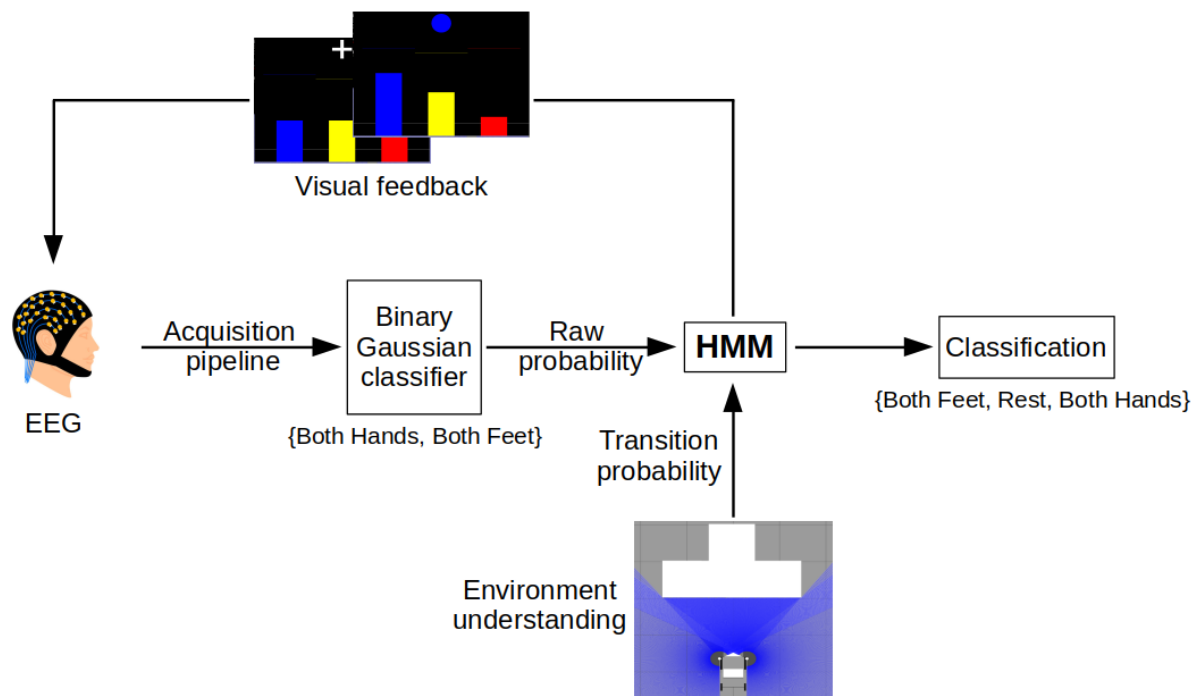 Visual feedback
EEG
Acquisition
pipeline
Binary
Gaussian
classifier
{Both Hands, Both Feet}
Raw
probability
HMM
Classification
{Both Feet, Rest, Both Hands}
Transition
probability
Environment
understanding